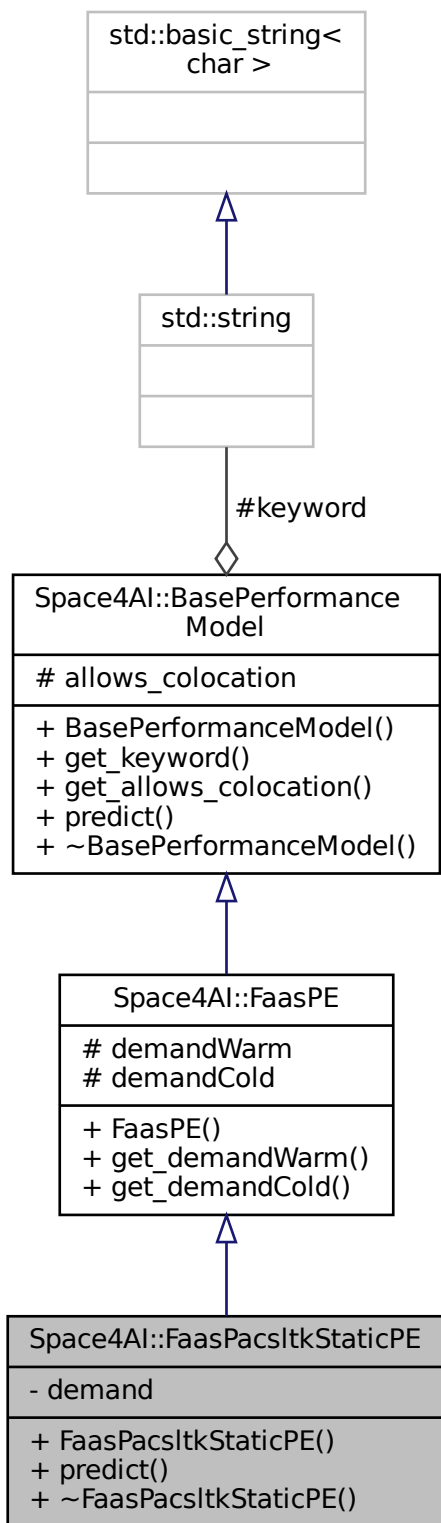 std::basic_string<
char >
std::string
#keyword
Space4AI::BasePerformance
Model
# allows_colocation
+ BasePerformanceModel()
+ get_keyword()
+ get_allows_colocation()
+ predict()
+ ~BasePerformanceModel()
Space4AI::FaasPE
# demandWarm
# demandCold
+ FaasPE()
+ get_demandWarm()
+ get_demandCold()
Space4AI::FaasPacsltkStaticPE
- demand
+ FaasPacsltkStaticPE()
+ predict()
+ ~FaasPacsltkStaticPE()